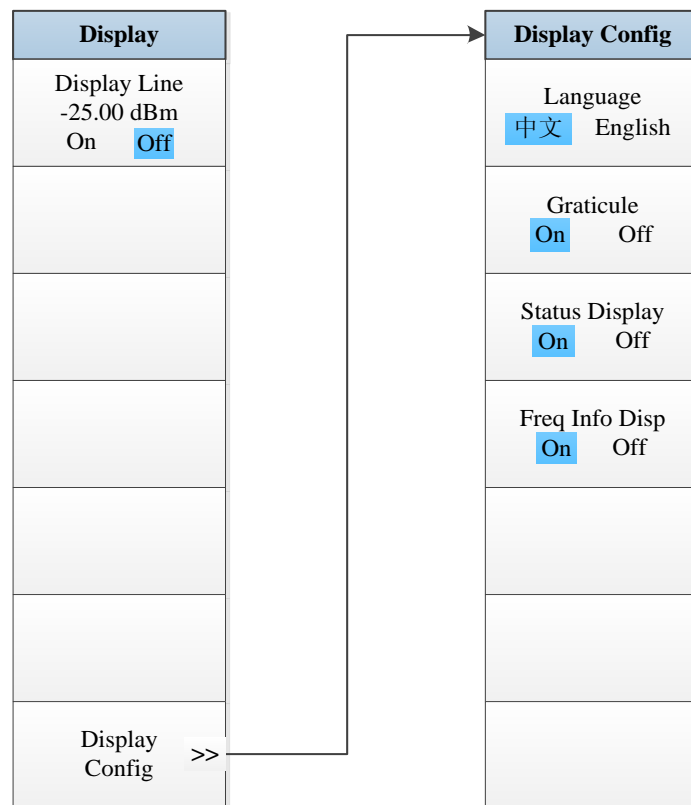 Display
Display Line
-25.00 dBm
On Off
Display
Config >>
Display Config
Language
中文 English
Graticule
On Off
Status Display
On Off
Freq Info Disp
On Off